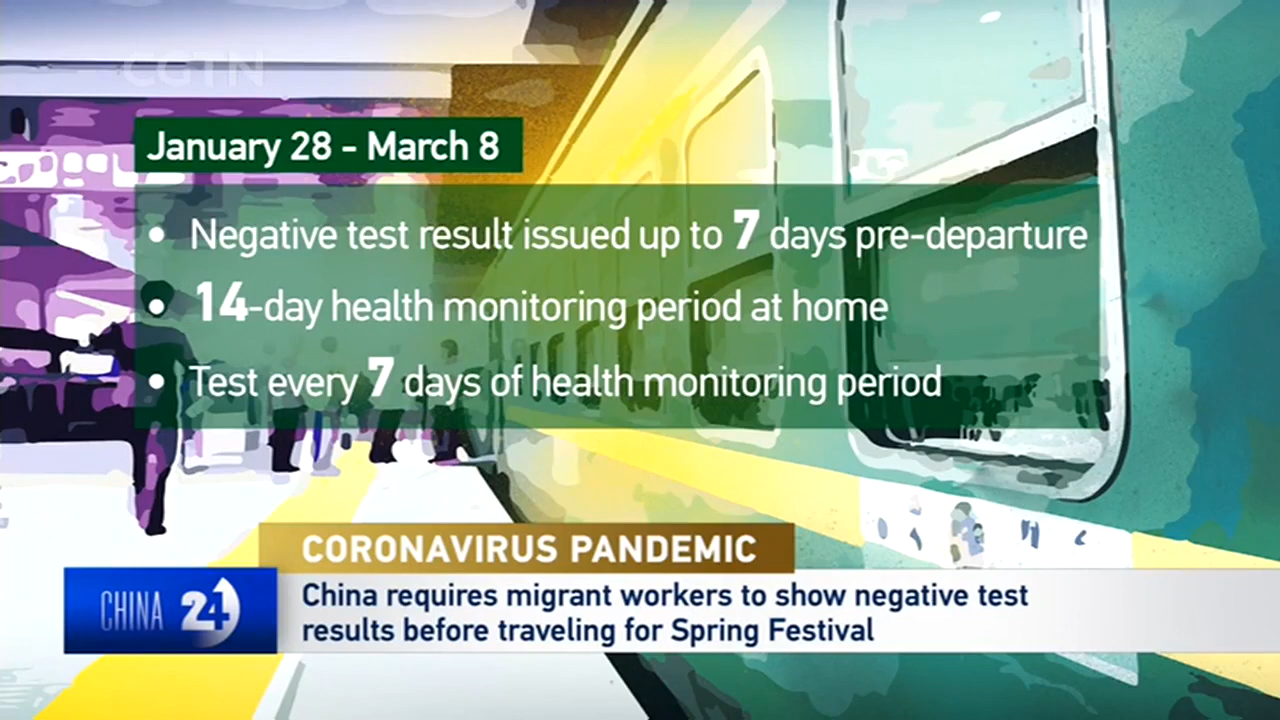 CGTN
January 28 - March 8
• Negative test result issued up to 7 days pre-departure
• 14-day health monitoring period at home
• Test every 7 days of health monitoring period
CORONAVIRUS PANDEMIC
CHINA 24
China requires migrant workers to show negative test
results before traveling for Spring Festival